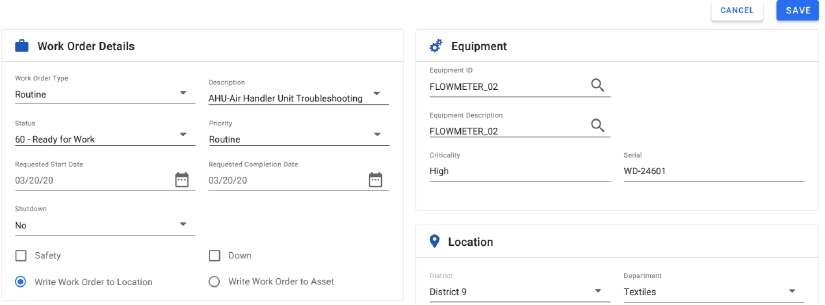 CANCEL
SAVE
Work Order Details
Work Order Type
Routine
Description
AHU-Air Handler Unit Troubleshooting
Status
60 - Ready for Work
Priority
Routine
Requested Start Date
03/20/20
Requested Completion Date
03/20/20
Shutdown
No
Safety
Down
Write Work Order to Location
Write Work Order to Asset
Equipment
Equipment ID
FLOWMETER_02
Equipment Description
FLOWMETER_02
Criticality
High
Serial
WD-24601
Location
District
District 9
Department
Textiles